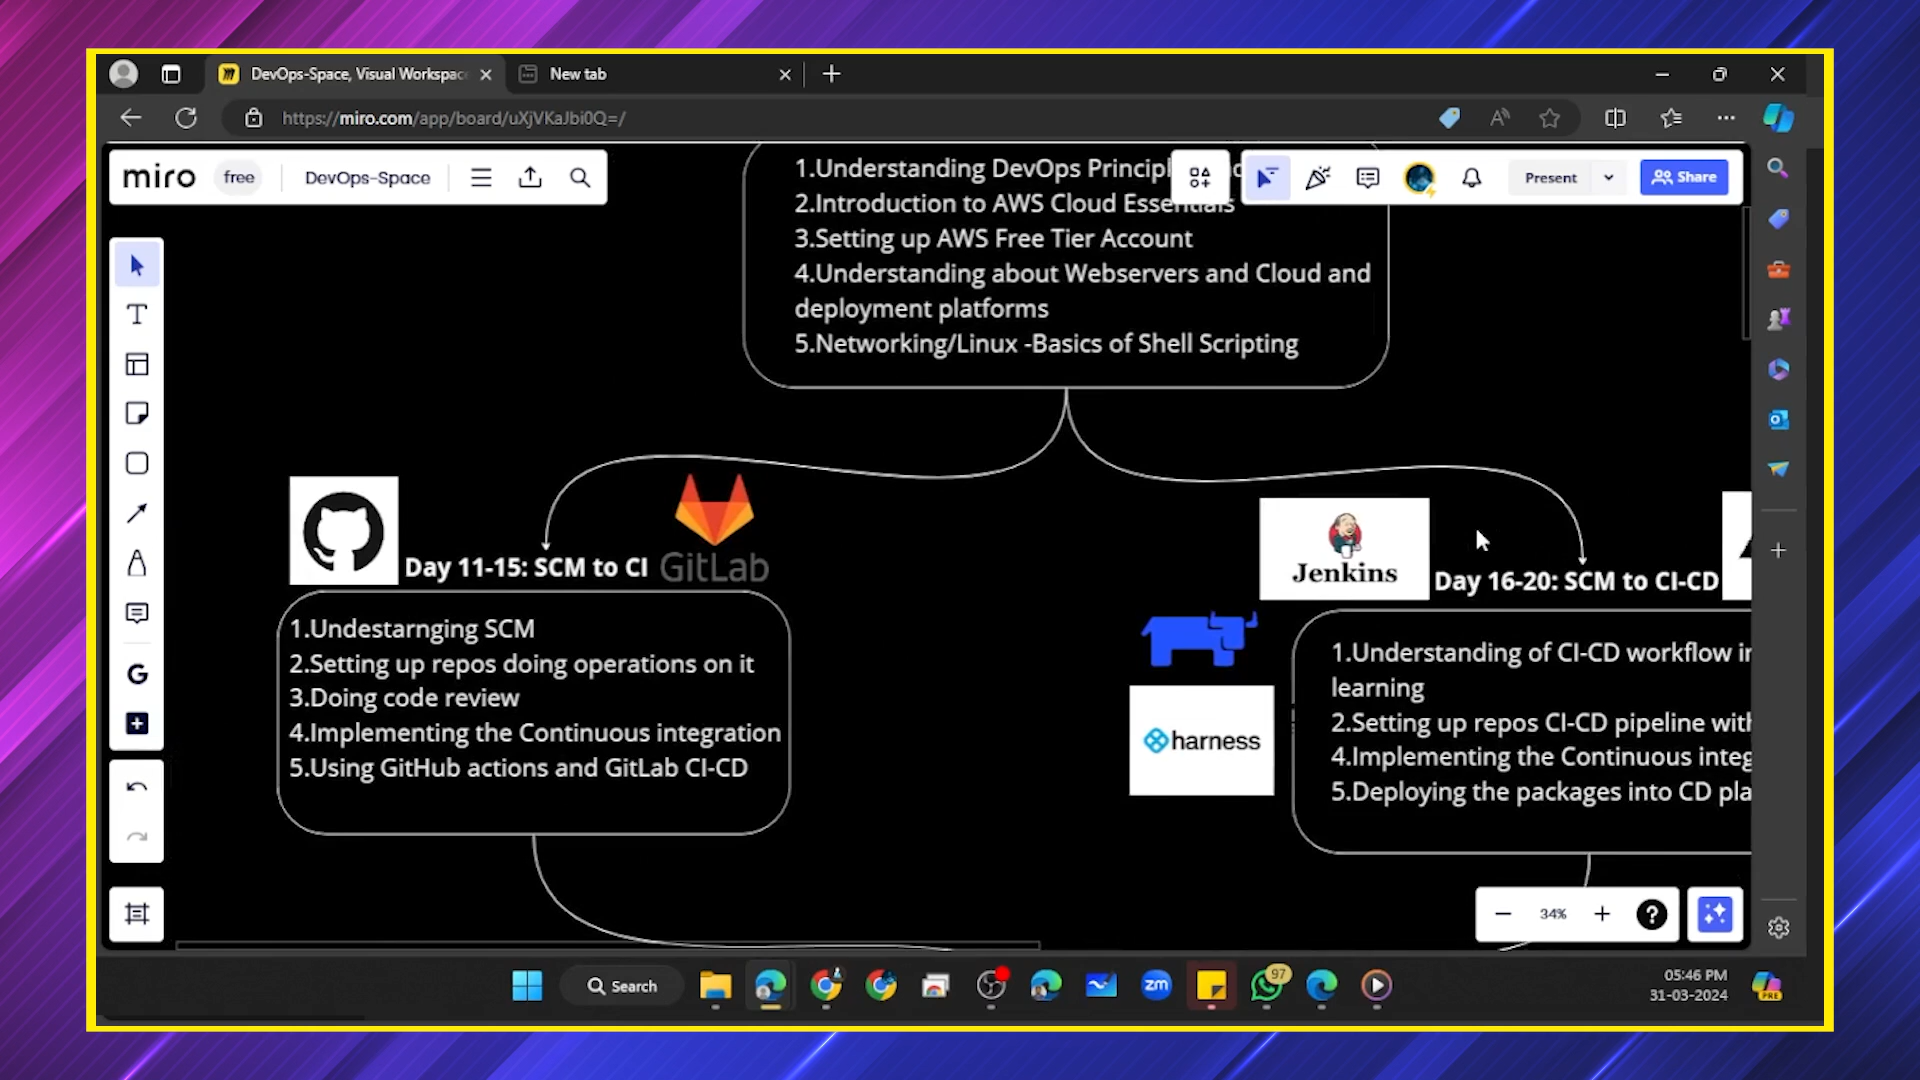 DevOps-Space, Visual Workspac
New tab
https://miro.com/app/board/uXjVKaJbi0Q=/
miro
free
DevOps-Space
Present
Share
1.Understanding DevOps Princip
2.Introduction to AWS Cloud Essentials
3.Setting up AWS Free Tier Account
4.Understanding about Webservers and Cloud and
deployment platforms
5.Networking/Linux -Basics of Shell Scripting
Day 11-15: SCM to CI
GitLab
1.Undestarnging SCM
2.Setting up repos doing operations on it
3.Doing code review
4.Implementing the Continuous integration
5.Using GitHub actions and GitLab CI-CD
Jenkins
Day 16-20: SCM to CI-CD
harness
1.Understanding of CI-CD workflow in
learning
2.Setting up repos CI-CD pipeline with
4.Implementing the Continuous integ
5.Deploying the packages into CD pla
34%
Search
zm
97
05:46 PM
31-03-2024
PRE